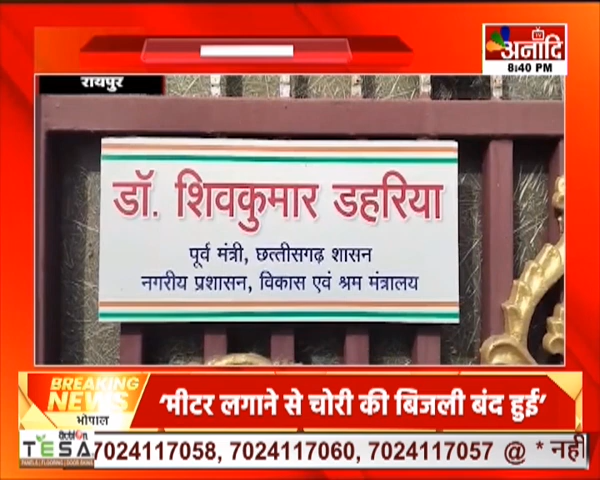 TV
अनादि
8:40 PM
रायपुर
डॉ. शिवकुमार डहरिया
पूर्व मंत्री, छत्तीसगढ़ शासन
नगरीय प्रशासन, विकास एवं श्रम मंत्रालय
BREAKING
NEWS
भोपाल
‘मीटर लगाने से चोरी की बिजली बंद हुई’
TESA
7024117058, 7024117060, 7024117057 @ * नही